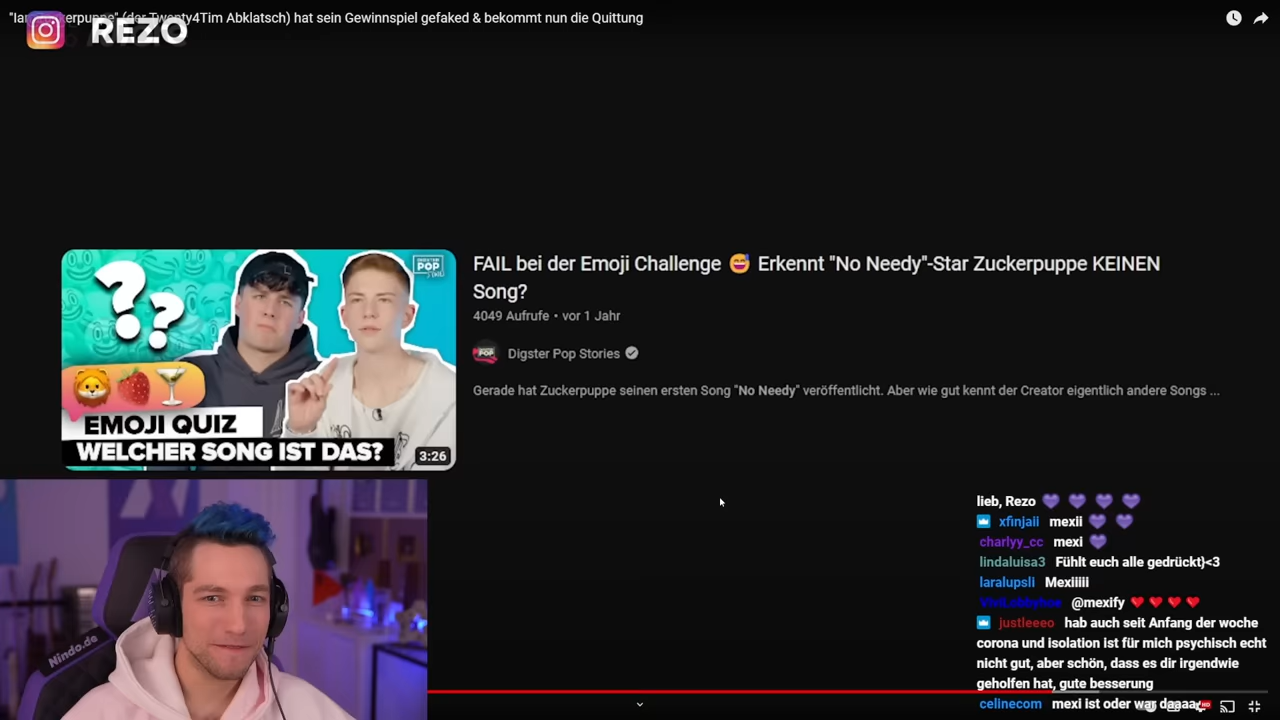 "Ian Zuckerpuppe" (der Twenty4Tim Abklatsch) hat sein Gewinnspiel gefaked & bekommt nun die Quittung
REZO
FAIL bei der Emoji Challenge 😅 Erkennt "No Needy"-Star Zuckerpuppe KEINEN
Song?
4049 Aufrufe • vor 1 Jahr
Digster Pop Stories
Gerade hat Zuckerpuppe seinen ersten Song "No Needy" veröffentlicht. Aber wie gut kennt der Creator eigentlich andere Songs ...
??
POP
EMOJI QUIZ
WELCHER SONG IST DAS?
3:26
Nindo.de
lieb, Rezo 💜 💜 💜 💜
xfinjaii mexii 💜 💜
charlyy_cc mexi 💜
lindaluisa3 Fühlt euch alle gedrückt}<3
laralupsli Mexiiiii
@mexify ❤️ ❤️ ❤️ ❤️
justleeeo hab auch seit Anfang der woche
corona und isolation ist für mich psychisch echt
nicht gut, aber schön, dass es dir irgendwie
geholfen hat, gute besserung
celinecom mexi ist oder war daaaa